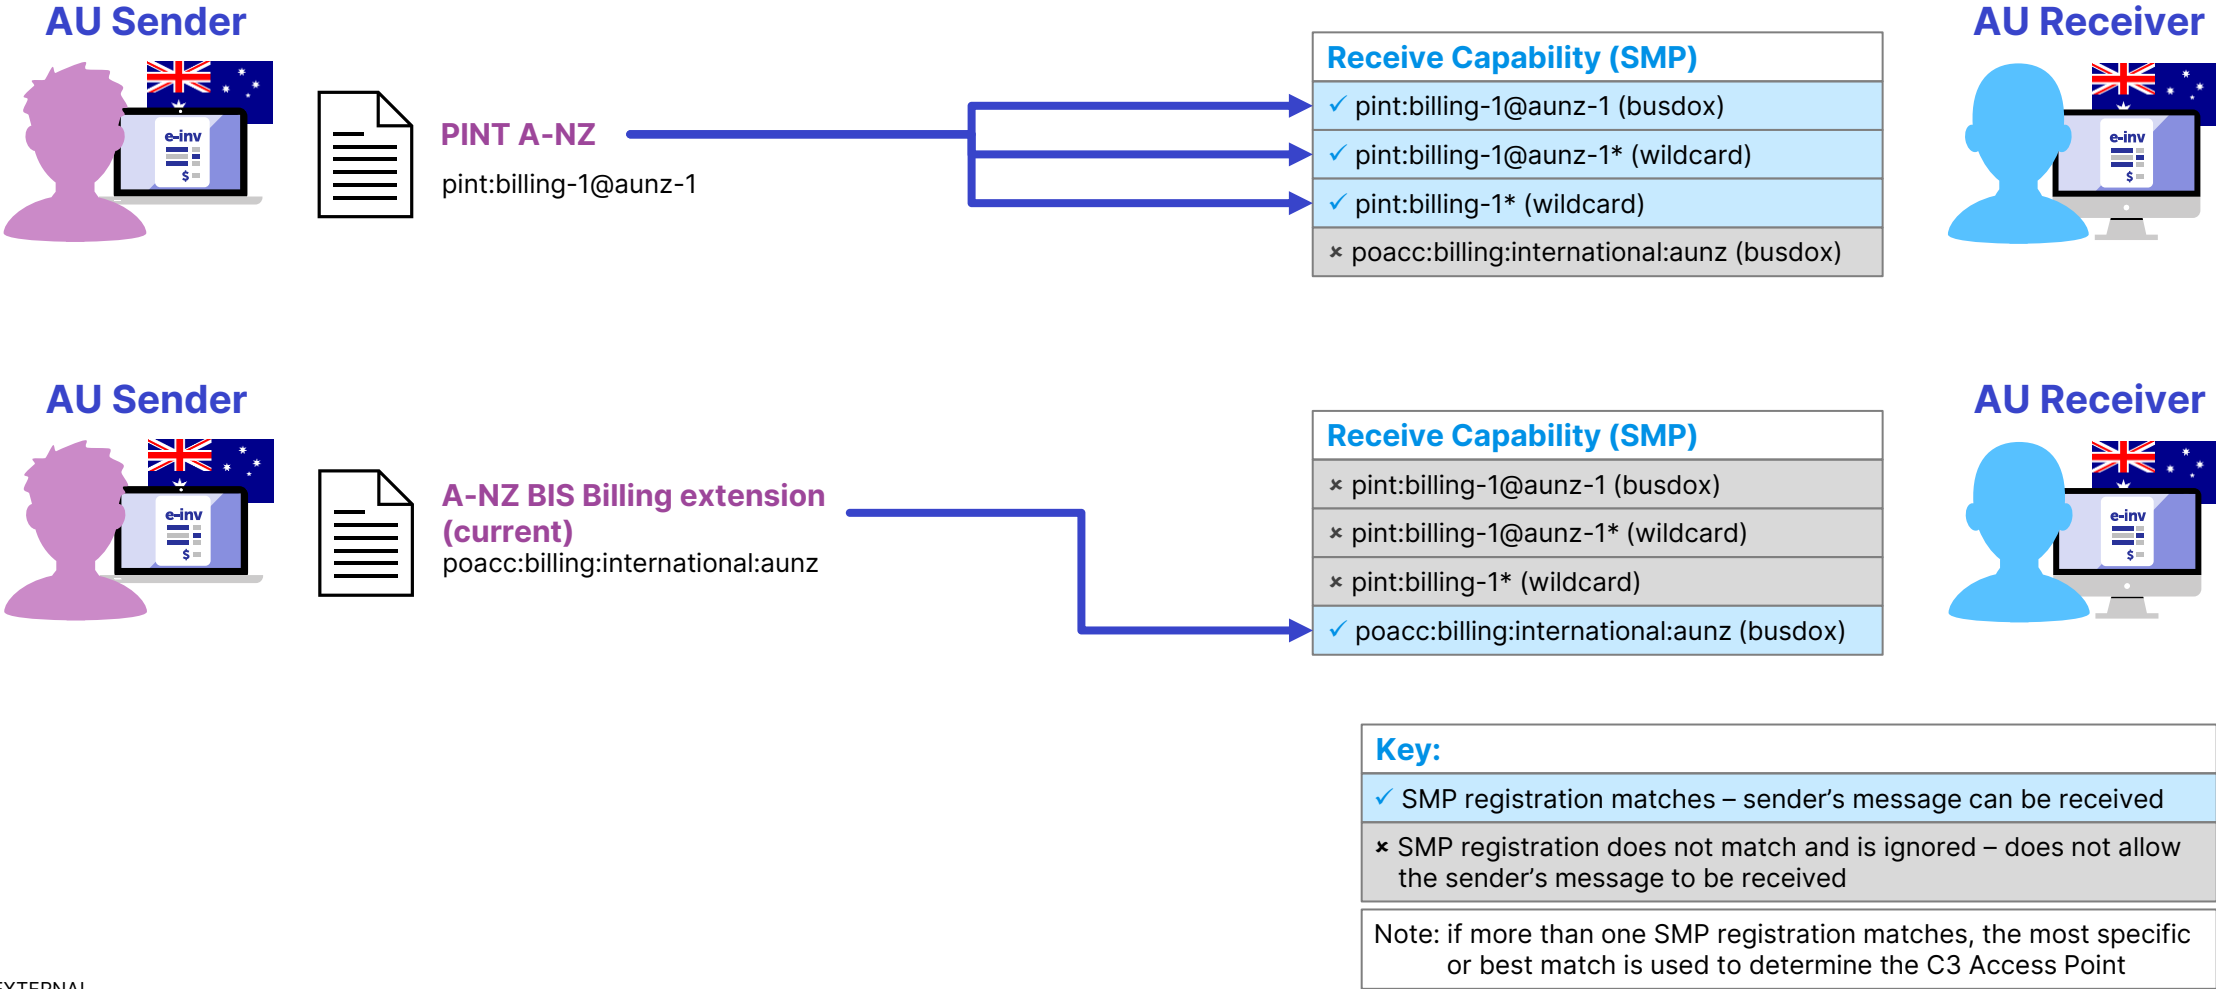 AU Sender
AU Receiver
e-inv
$
PINT A-NZ
pint:billing-1@aunz-1
Receive Capability (SMP)
✓ pint:billing-1@aunz-1 (busdox)
✓ pint:billing-1@aunz-1* (wildcard)
✓ pint:billing-1* (wildcard)
× poacc:billing:international:aunz (busdox)
e-inv
$
AU Sender
AU Receiver
e-inv
$
A-NZ BIS Billing extension
(current)
poacc:billing:international:aunz
Receive Capability (SMP)
× pint:billing-1@aunz-1 (busdox)
× pint:billing-1@aunz-1* (wildcard)
× pint:billing-1* (wildcard)
✓ poacc:billing:international:aunz (busdox)
e-inv
$
Key:
✓ SMP registration matches – sender’s message can be received
× SMP registration does not match and is ignored – does not allow
the sender’s message to be received
Note: if more than one SMP registration matches, the most specific
or best match is used to determine the C3 Access Point